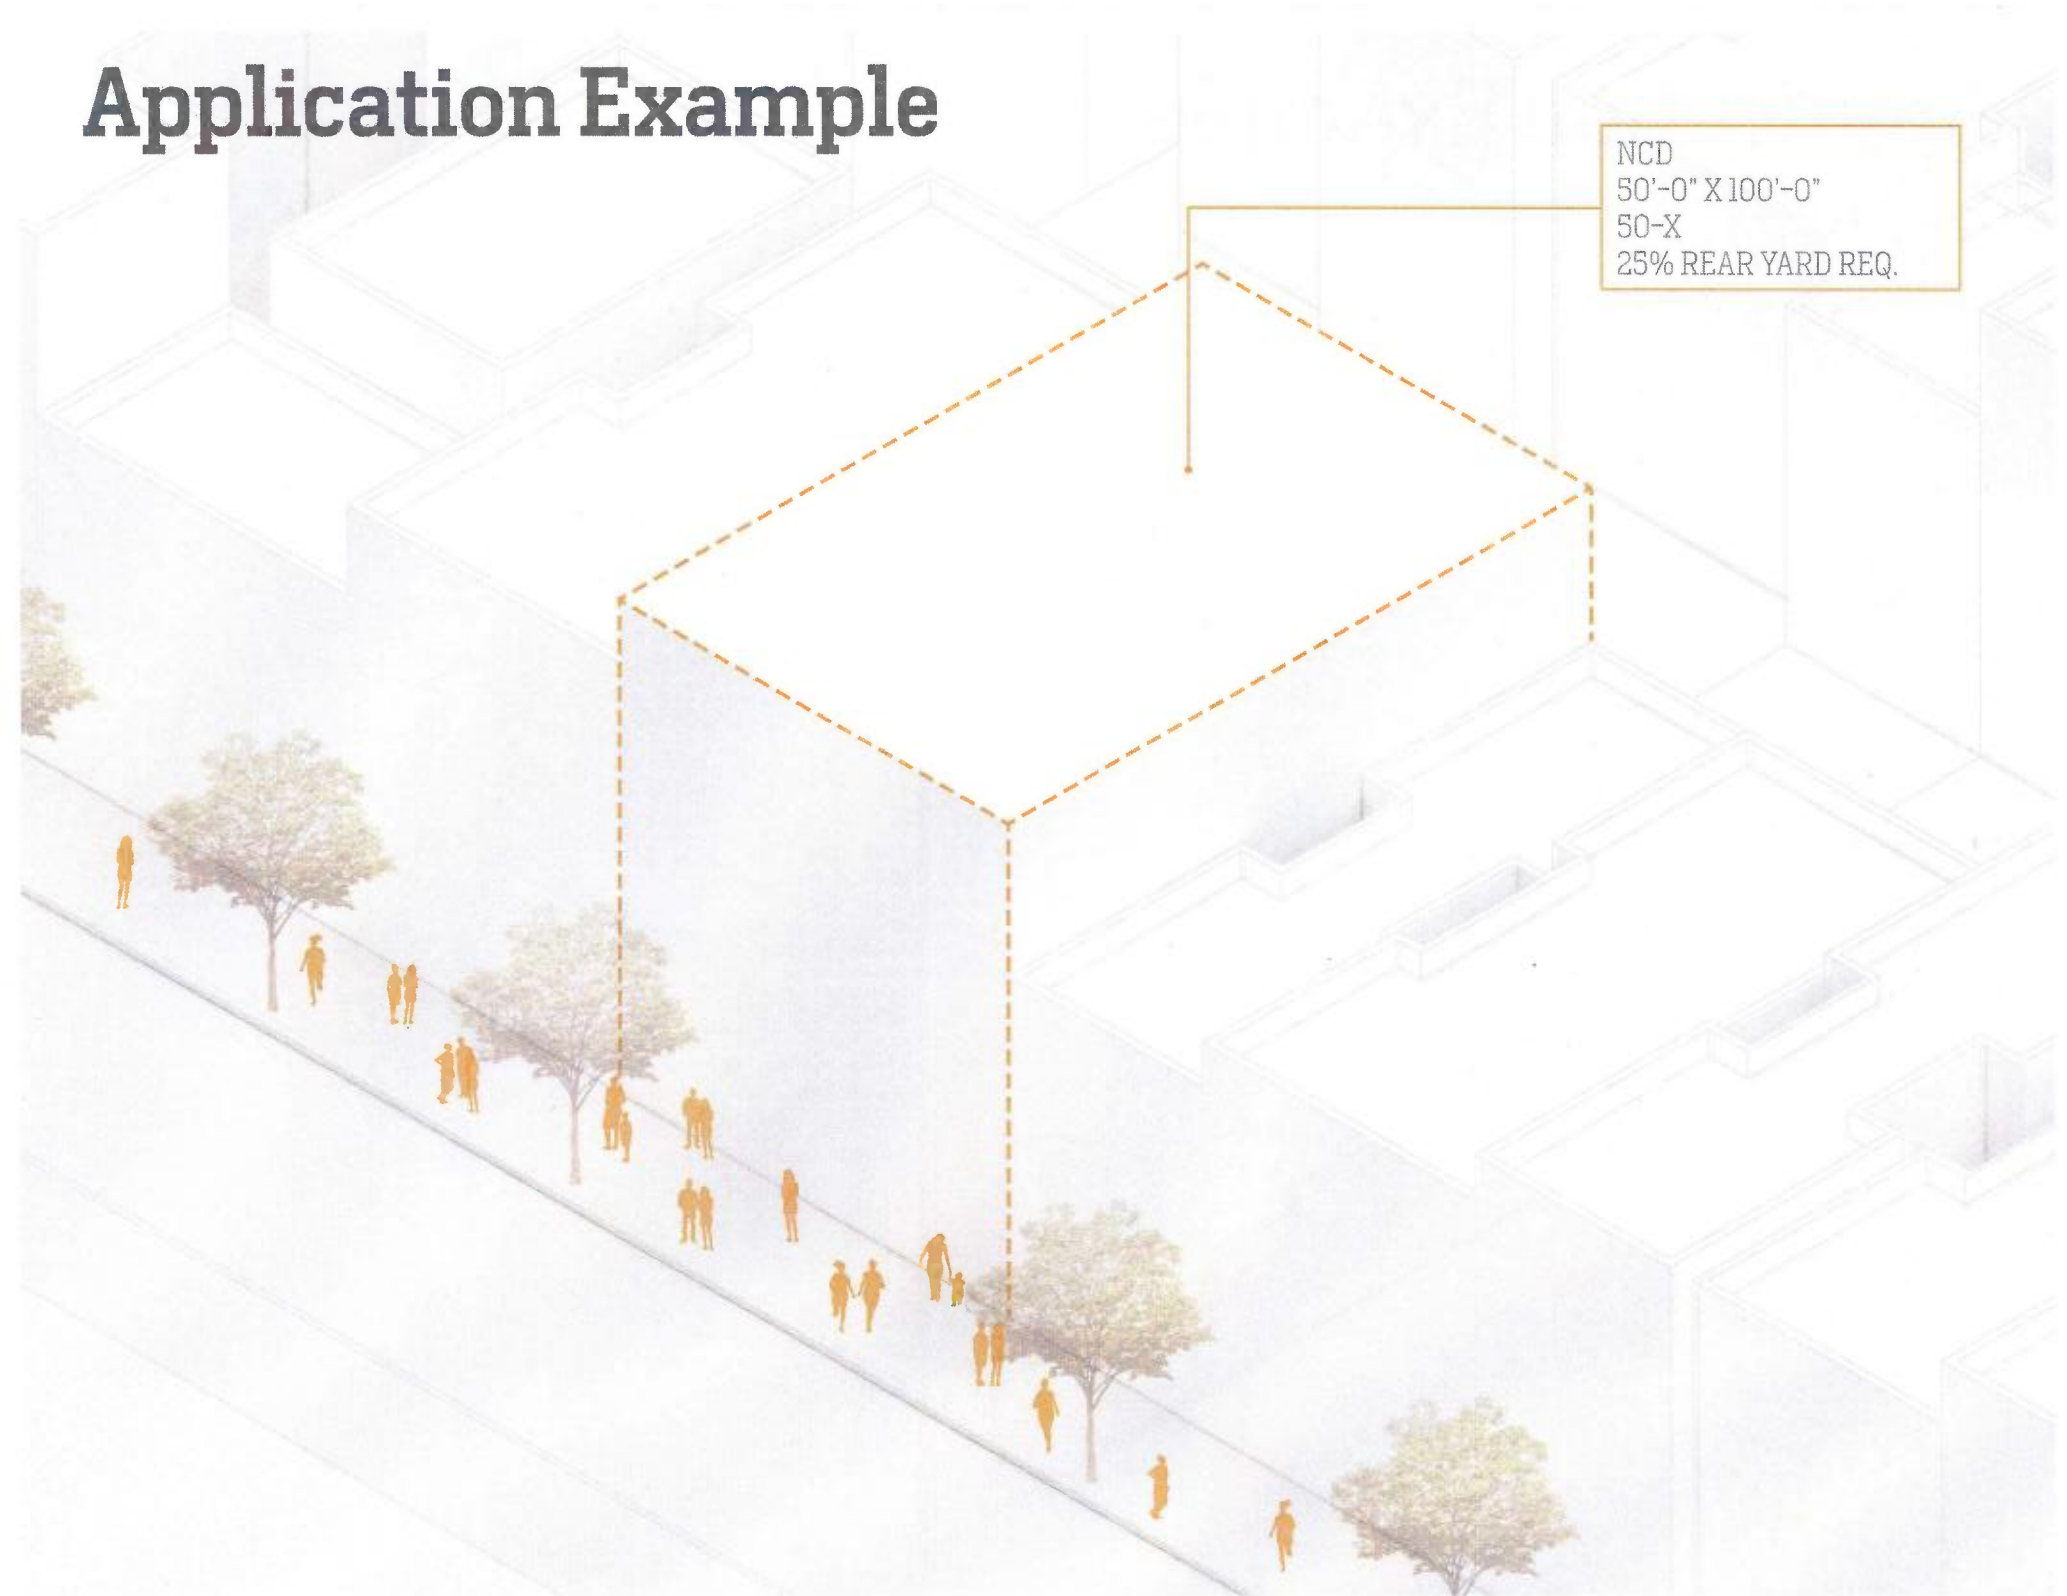 Application Example
NCD
50'-0" X 100'-0"
50-X
25% REAR YARD REQ.